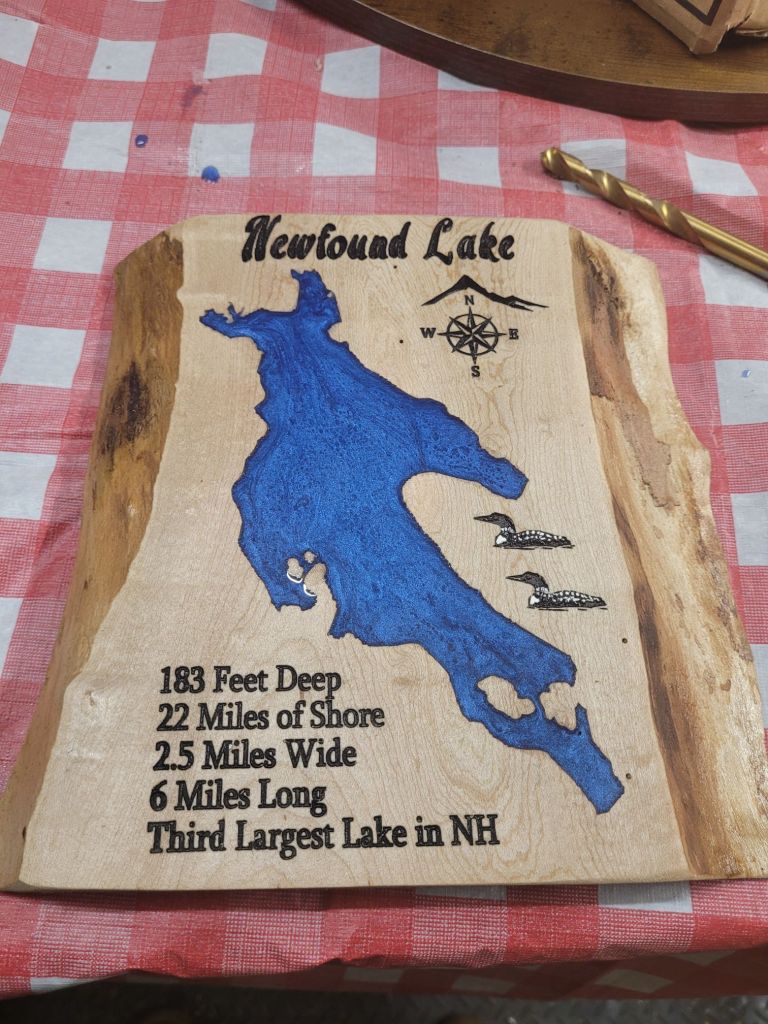 Newfound Lake
N
W E
S
183 Feet Deep
22 Miles of Shore
2.5 Miles Wide
6 Miles Long
Third Largest Lake in NH